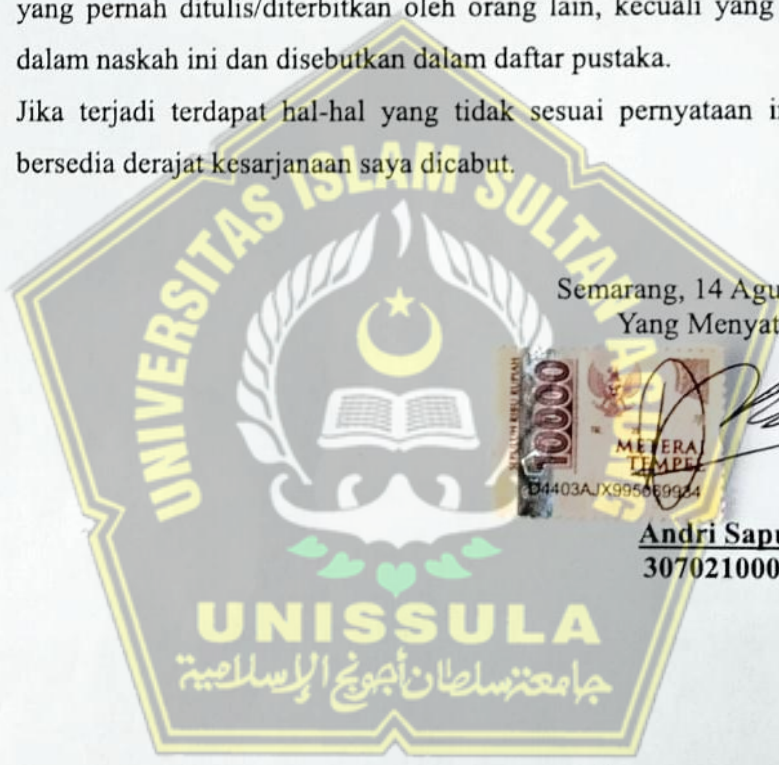 yang pernah ditulis/diterbitkan oleh orang lain, kecuali yang
dalam naskah ini dan disebutkan dalam daftar pustaka.
Jika terjadi terdapat hal-hal yang tidak sesuai pernyataan i
bersedia derajat kesarjanaan saya dicabut.
UNIVERSITAS ISLAM SULTAN AGUNG
Semarang, 14 Agu
Yang Menyat
SEPULUH RIBU RUPIAH
10000
METERAI
TEMPEL
Andri Sapu
307021000
UNISSULA
جامعة سلطان أجونج الإسلامية